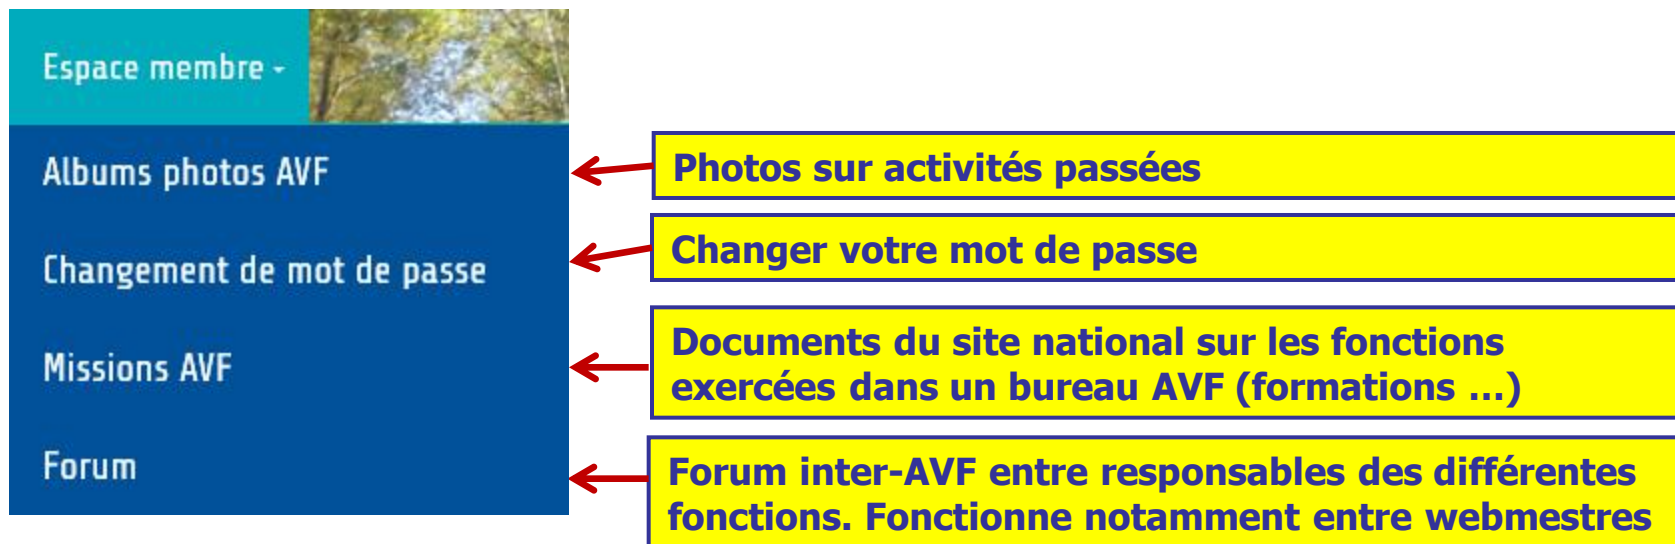 Espace membre
Albums photos AVF
Photos sur activités passées
Changement de mot de passe
Changer votre mot de passe
Missions AVF
Documents du site national sur les fonctions
exercées dans un bureau AVF (formations ...)
Forum
Forum inter-AVF entre responsables des différentes
fonctions. Fonctionne notamment entre webmestres